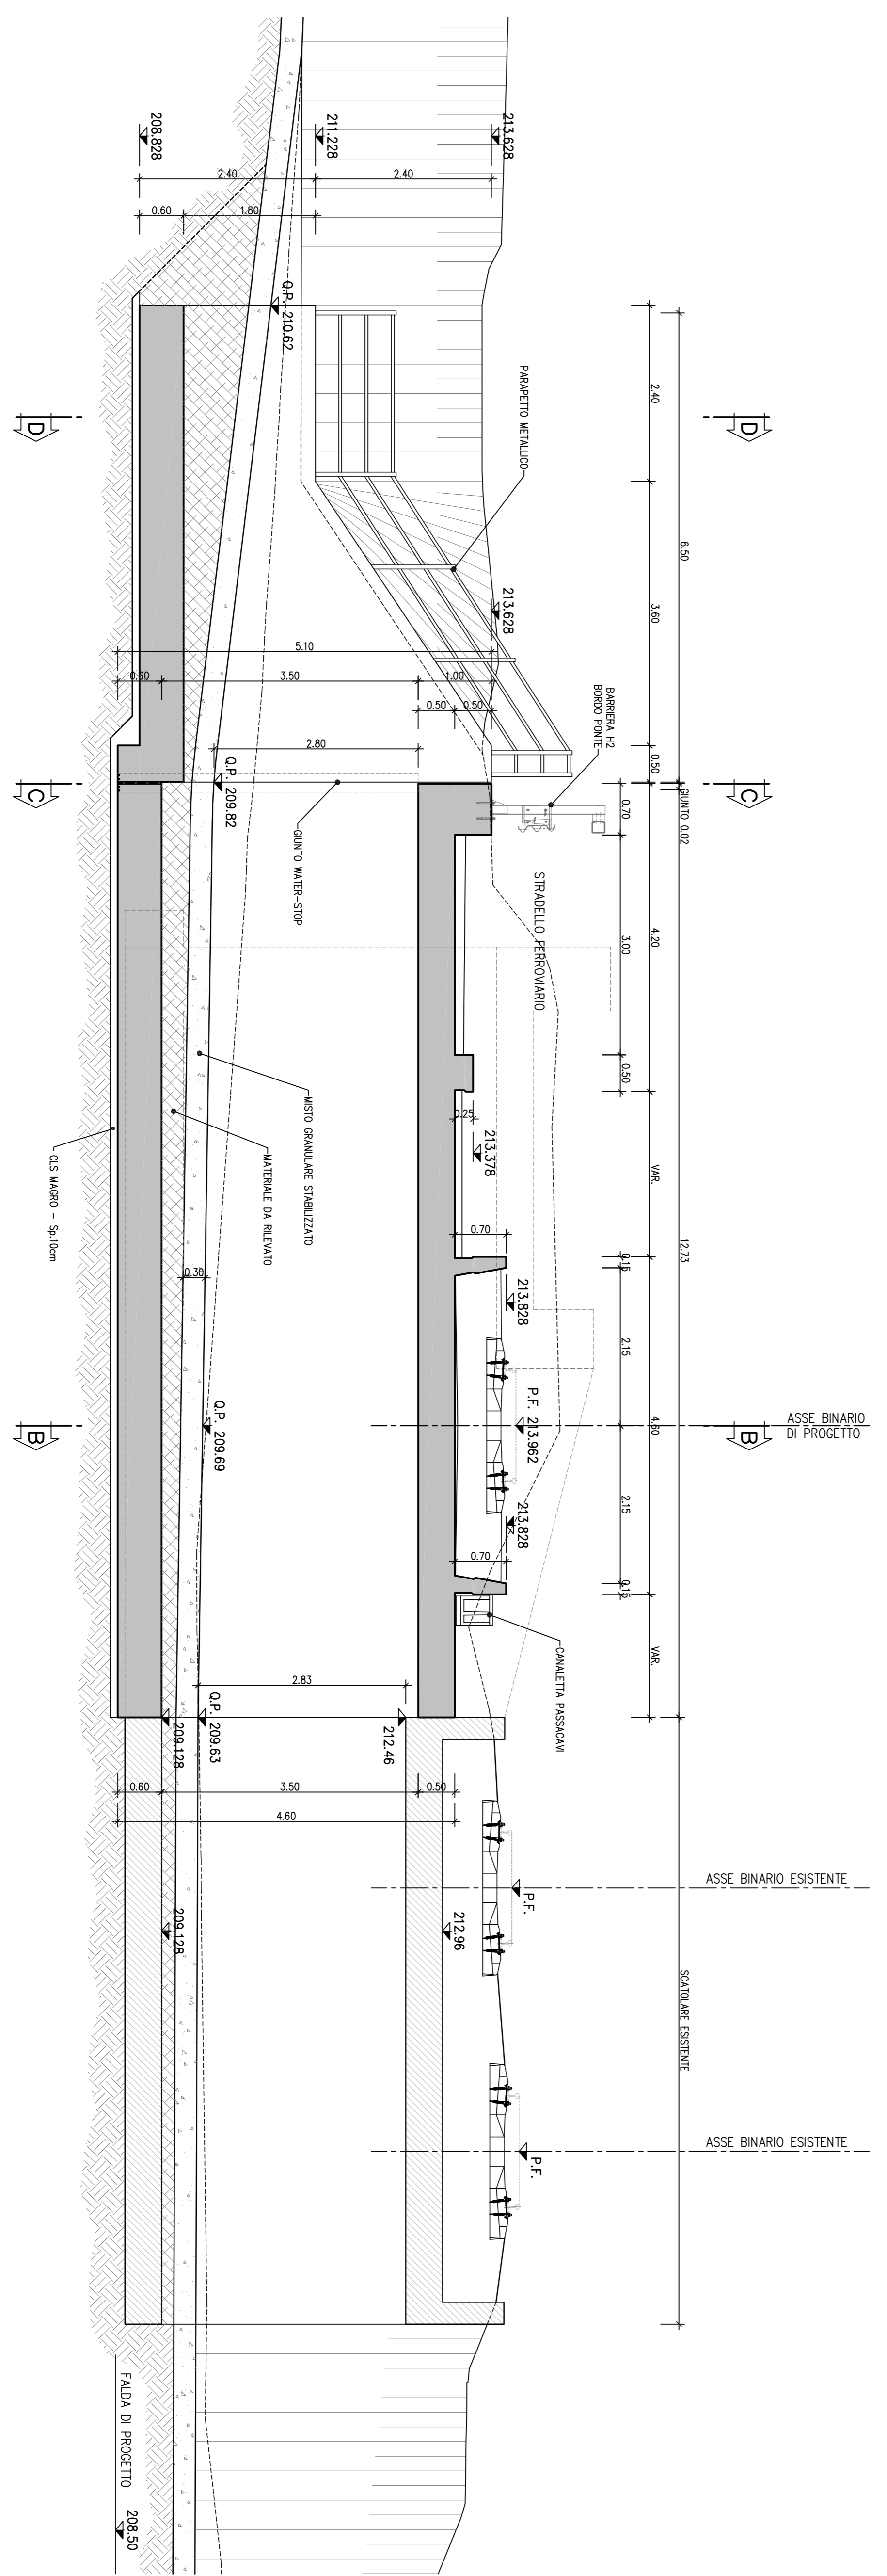 208.828
211.228
213.628
2.40
2.40
0.60
1.80
Q.P. 210.62
2.40
6.50
PARAPETTO METALLICO
D
D
3.60
213.628
5.10
0.60
3.50
1.00
0.50
0.50
BARRIERA H2
BORDO PONTE
2.80
0.50
Q.P. 209.82
C
C
GIUNTO 0.02
0.70
GIUNTO WATER-STOP
STRADELLO FERROVIARIO
3.00
4.20
0.50
0.25
213.378
MISTO GRANULARE STABILIZZATO
MATERIALE DA RILEVATO
CLS MAGRO - Sp.10cm
VAR.
12.73
0.70
0.15
0.30
213.828
2.15
P.F. 213.962
Q.P. 209.69
4.60
ASSE BINARIO
DI PROGETTO
B
B
2.15
213.828
0.70
0.15
CANALETTA PASSACAVI
VAR.
2.83
Q.P. 209.63
209.128
212.46
0.60
3.50
0.50
4.60
ASSE BINARIO ESISTENTE
P.F.
209.128
212.96
SCATOLARE ESISTENTE
ASSE BINARIO ESISTENTE
P.F.
FALDA DI PROGETTO
208.50